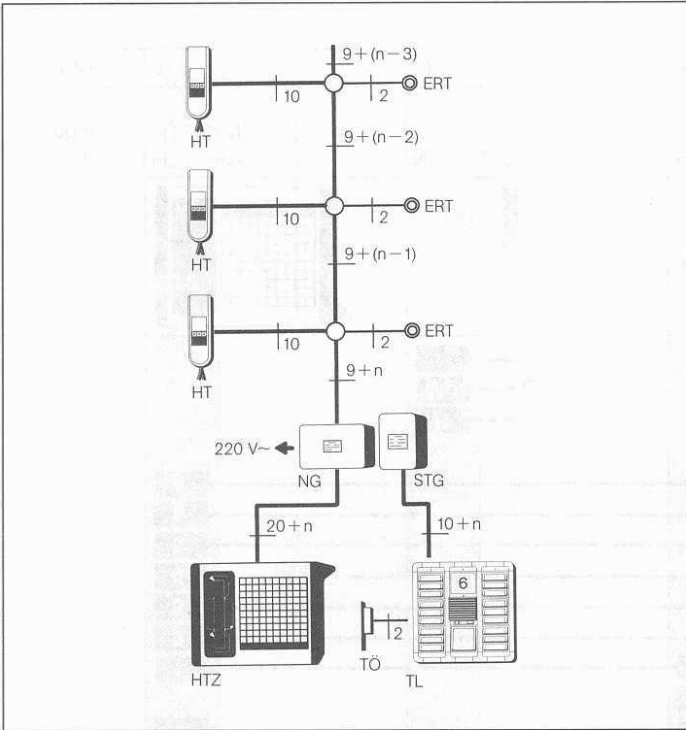 9+(n−3)
10
2
ERT
HT
9+(n−2)
10
2
ERT
HT
9+(n−1)
10
2
ERT
HT
9+n
220 V~
NG
STG
20+n
10+n
6
2
HTZ
TÖ
TL